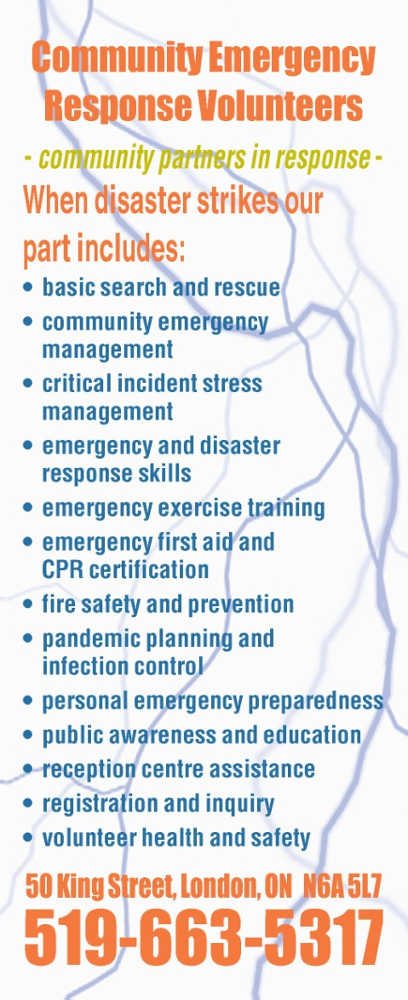 Community Emergency
Response Volunteers
- community partners in response -
When disaster strikes our
part includes:
• basic search and rescue
• community emergency
management
• critical incident stress
management
• emergency and disaster
response skills
• emergency exercise training
• emergency first aid and
CPR certification
• fire safety and prevention
• pandemic planning and
infection control
• personal emergency preparedness
• public awareness and education
• reception centre assistance
• registration and inquiry
• volunteer health and safety
50 King Street, London, ON N6A 5L7
519-663-5317